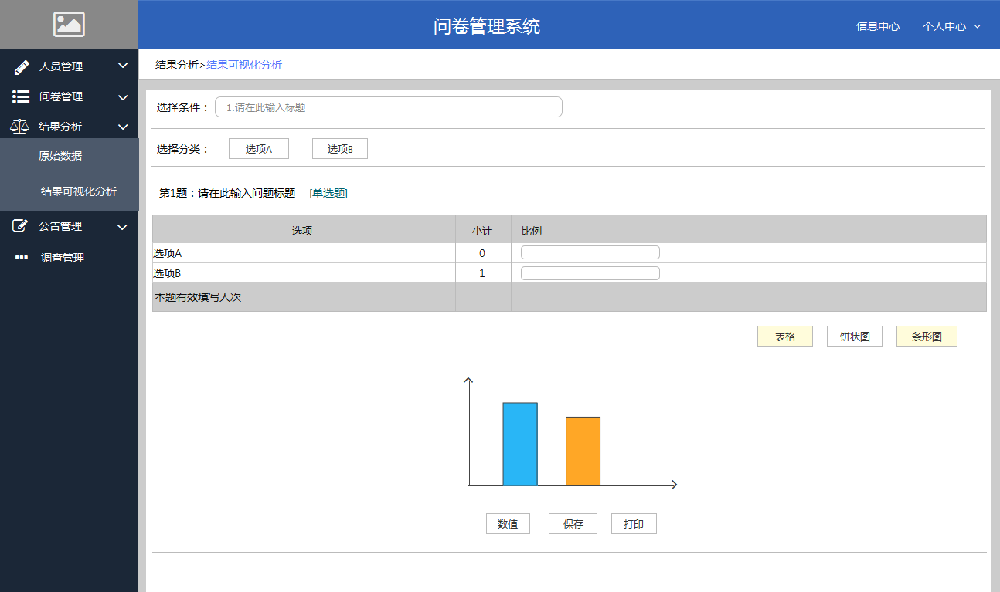 问卷管理系统
信息中心 个人中心
人员管理
问卷管理
结果分析
原始数据
结果可视化分析
公告管理
调查管理
结果分析>结果可视化分析
选择条件： 1.请在此输入标题
选择分类： 选项A 选项B
第1题：请在此输入问题标题 [单选题]
选项 小计 比例
选项A 0
选项B 1
本题有效填写人次
表格 饼状图 条形图
数值 保存 打印